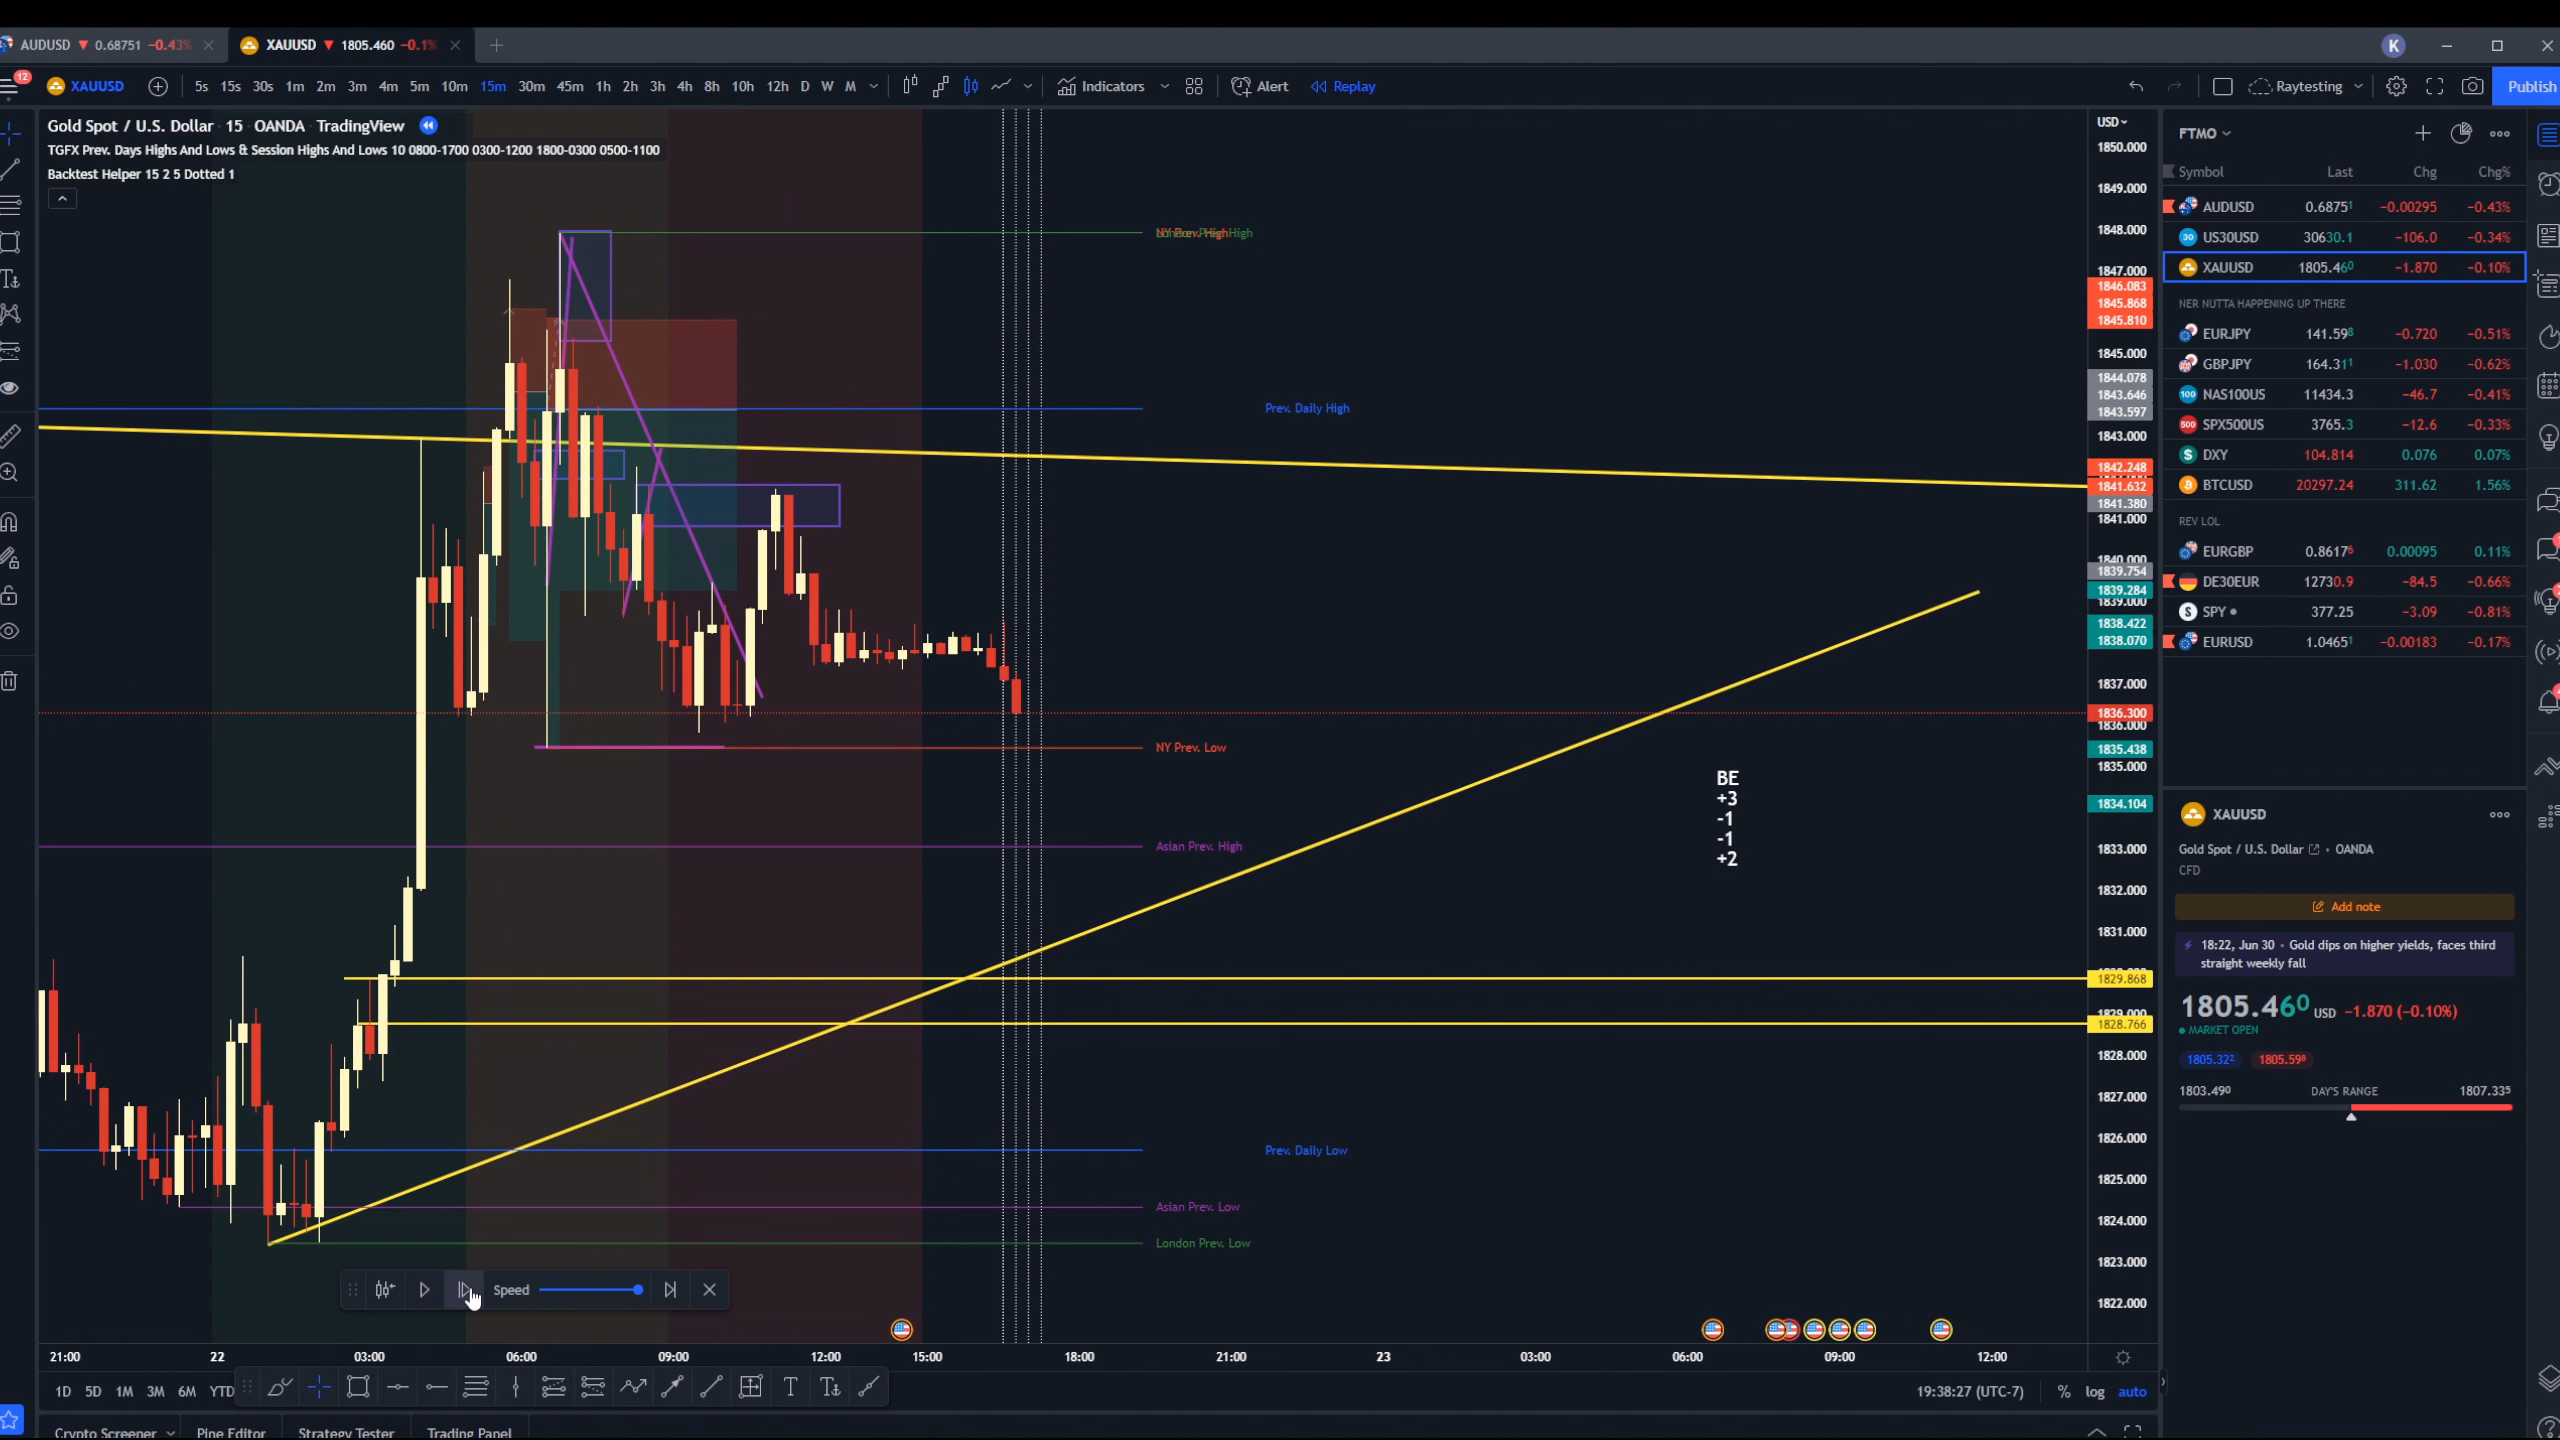 AUDUSD ▼ 0.68751 −0.43%
XAUUSD ▼ 1805.460 −0.1%
K
12
XAUUSD
5s 15s 30s 1m 2m 3m 4m 5m 10m 15m 30m 45m 1h 2h 3h 4h 8h 10h 12h D W M
Indicators
Alert
Replay
Raytesting
Publish
Gold Spot / U.S. Dollar · 15 · OANDA · TradingView
TGFX Prev. Days Highs And Lows & Session Highs And Lows 10 0800-1700 0300-1200 1800-0300 0500-1100
Backtest Helper 15 2 5 Dotted 1
Prev. Daily High
NY Prev. Low
Asian Prev. High
Prev. Daily Low
Asian Prev. Low
London Prev. Low
BE
+3
-1
-1
+2
USD
1850.000
1849.000
1848.000
1847.000
1846.083
1845.868
1845.810
1845.000
1844.078
1843.646
1843.597
1843.000
1842.248
1841.632
1841.380
1841.000
1840.000
1839.754
1839.284
1839.000
1838.422
1838.070
1837.000
1836.300
1836.000
1835.438
1835.000
1834.104
1833.000
1832.000
1831.000
1829.868
1829.000
1828.766
1828.000
1827.000
1826.000
1825.000
1824.000
1823.000
1822.000
Speed
21:00 22 03:00 06:00 09:00 12:00 15:00 18:00 21:00 23 03:00 06:00 09:00 12:00
1D 5D 1M 3M 6M YTD
19:38:27 (UTC-7) % log auto
Crypto Screener Pine Editor Strategy Tester Trading Panel
FTMO
Symbol Last Chg Chg%
AUDUSD 0.68751 −0.00295 −0.43%
US30USD 30630.1 −106.0 −0.34%
XAUUSD 1805.460 −1.870 −0.10%
NER NUTTA HAPPENING UP THERE
EURJPY 141.598 −0.720 −0.51%
GBPJPY 164.311 −1.030 −0.62%
NAS100US 11434.3 −46.7 −0.41%
SPX500US 3765.3 −12.6 −0.33%
DXY 104.814 0.076 0.07%
BTCUSD 20297.24 311.62 1.56%
REV LOL
EURGBP 0.86176 0.00095 0.11%
DE30EUR 12730.9 −84.5 −0.66%
SPY 377.25 −3.09 −0.81%
EURUSD 1.04651 −0.00183 −0.17%
XAUUSD
Gold Spot / U.S. Dollar • OANDA
CFD
Add note
18:22, Jun 30 • Gold dips on higher yields, faces third
straight weekly fall
1805.460 USD −1.870 (−0.10%)
MARKET OPEN
1805.322 1805.598
1803.490 DAY'S RANGE 1807.335